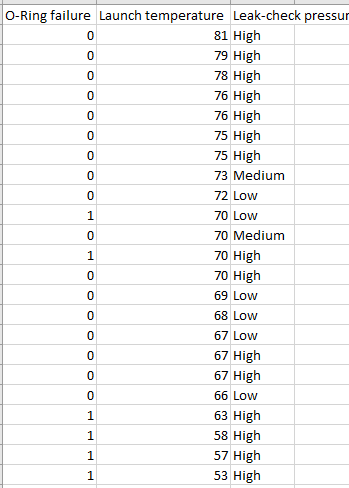 O-Ring failure Launch temperature Leak-check pressur
0 81 High
0 79 High
0 78 High
0 76 High
0 76 High
0 75 High
0 75 High
0 73 Medium
0 72 Low
1 70 Low
0 70 Medium
1 70 High
0 70 High
0 69 Low
0 68 Low
0 67 Low
0 67 High
0 67 High
0 66 Low
1 63 High
1 58 High
1 57 High
1 53 High